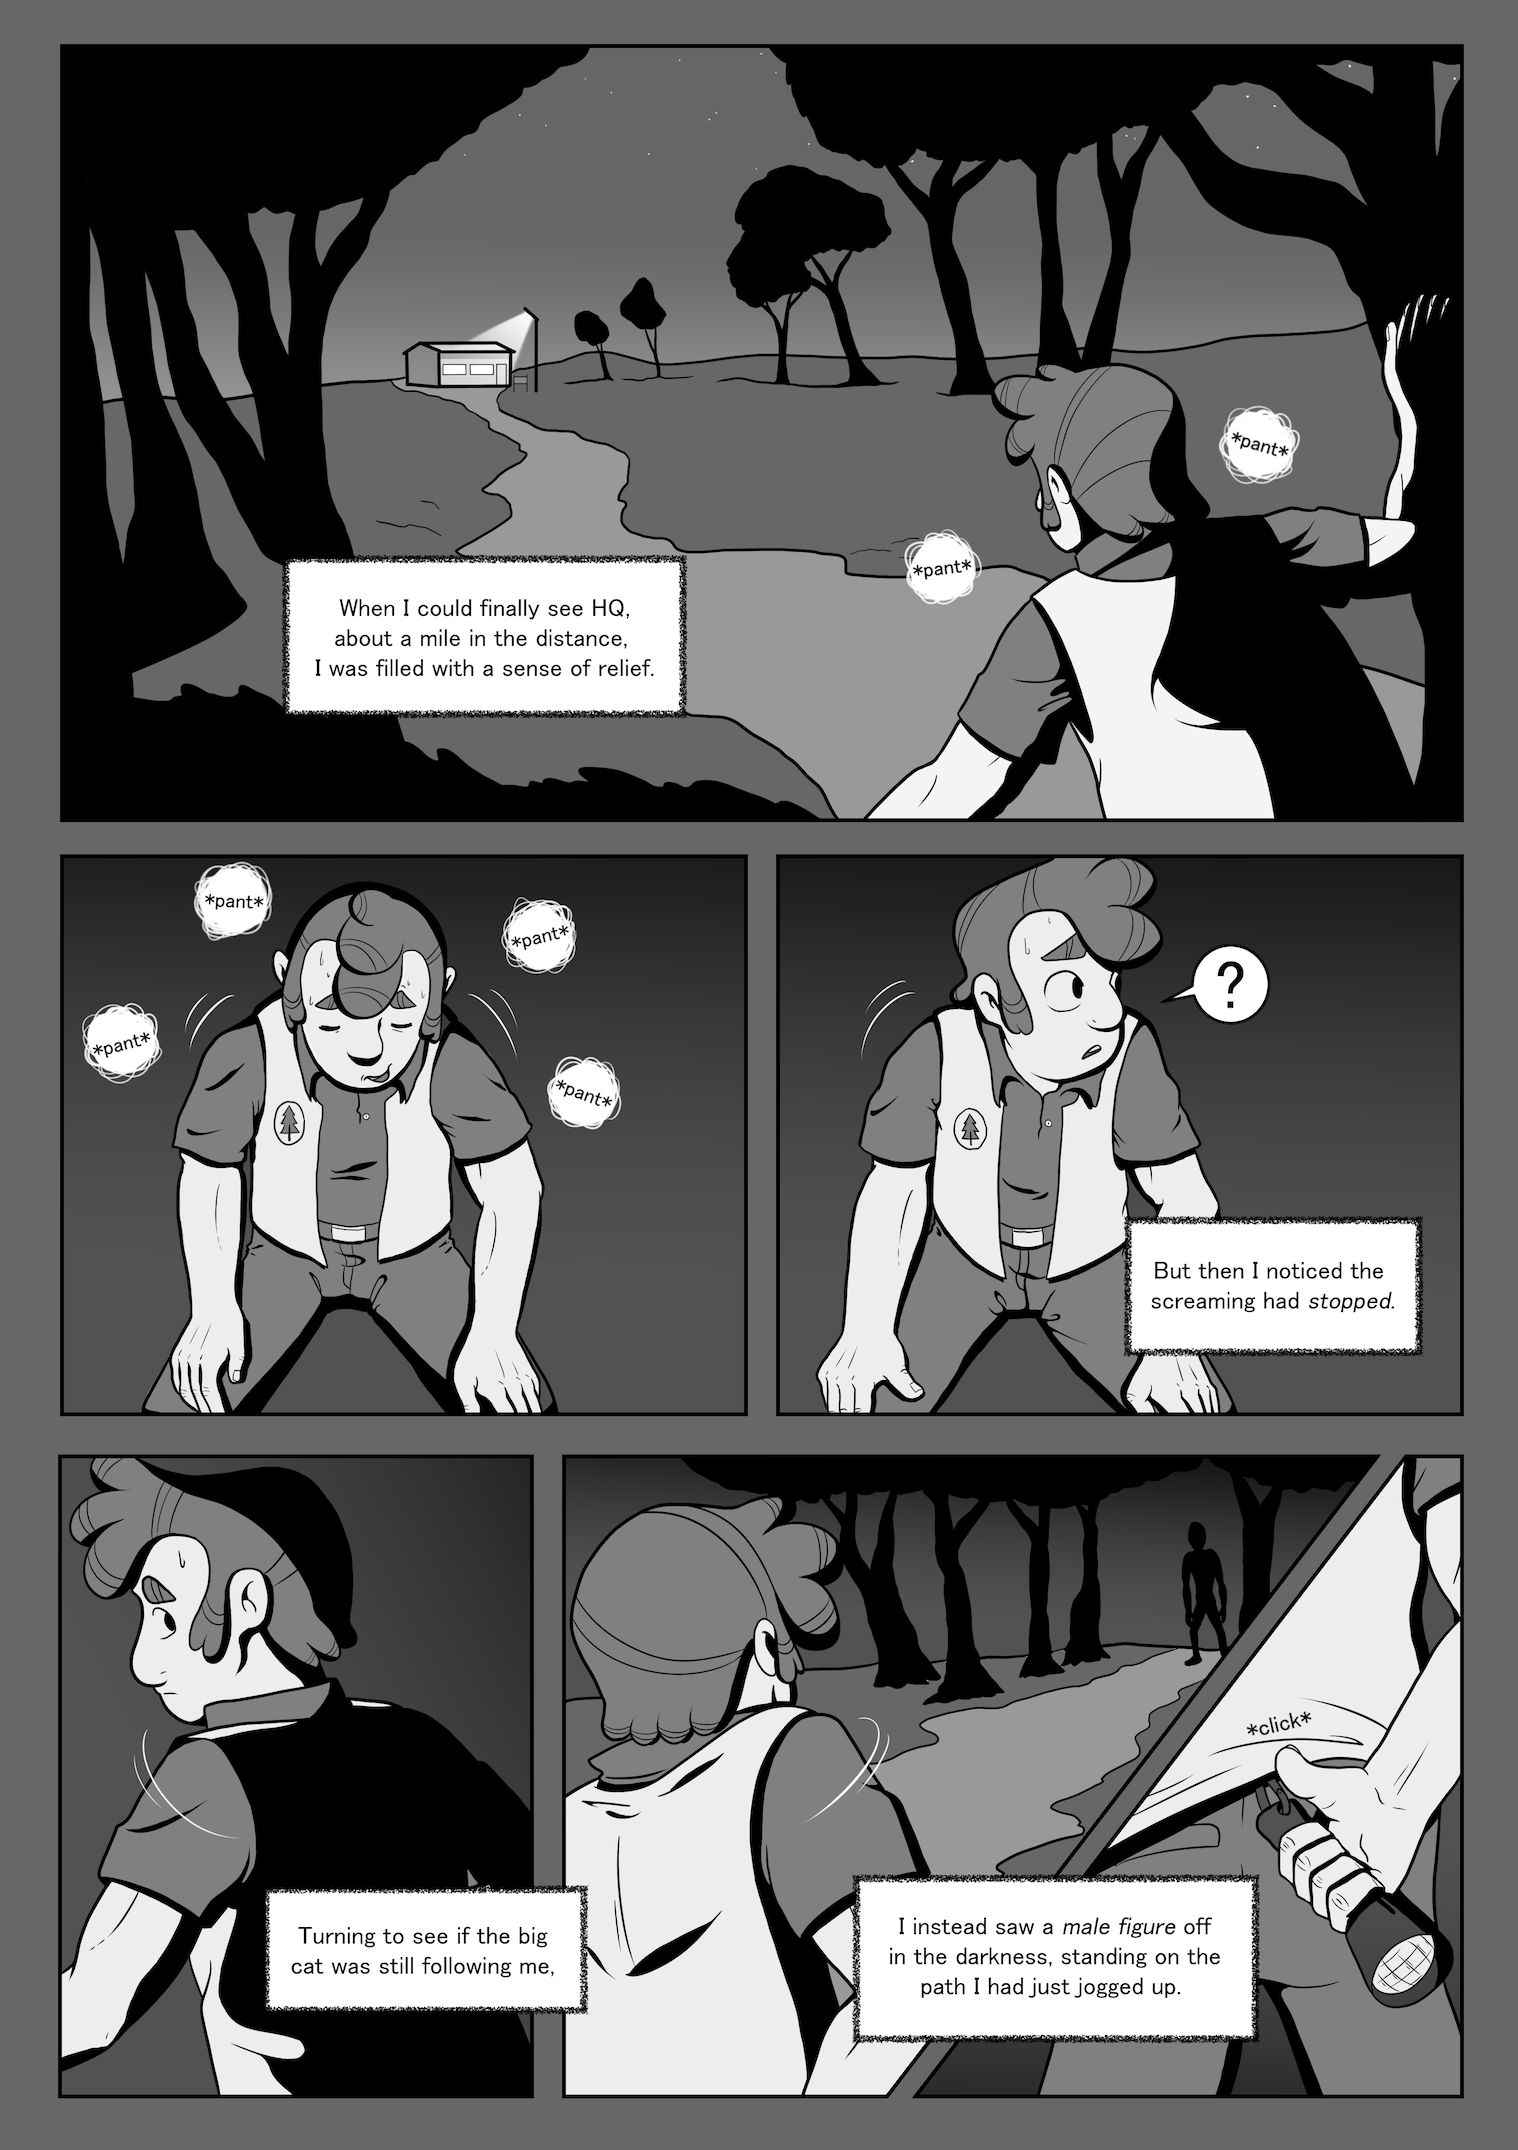 *pant*
*pant*
When I could finally see HQ,
about a mile in the distance,
I was filled with a sense of relief.
*pant*
*pant*
*pant*
*pant*
?
But then I noticed the
screaming had stopped.
Turning to see if the big
cat was still following me,
*click*
I instead saw a male figure off
in the darkness, standing on the
path I had just jogged up.